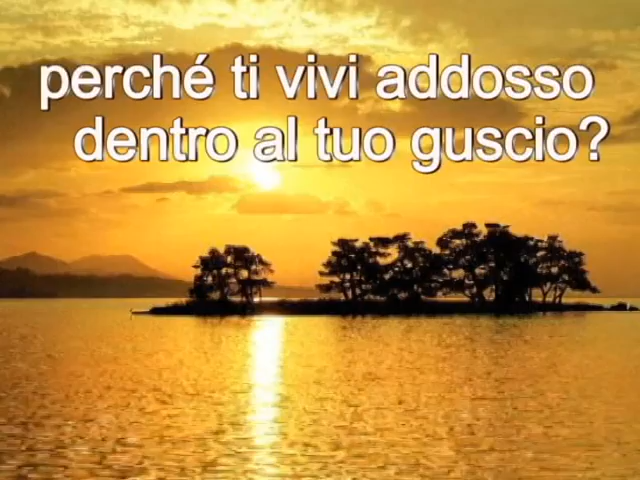 perché ti vivi addosso
dentro al tuo guscio?